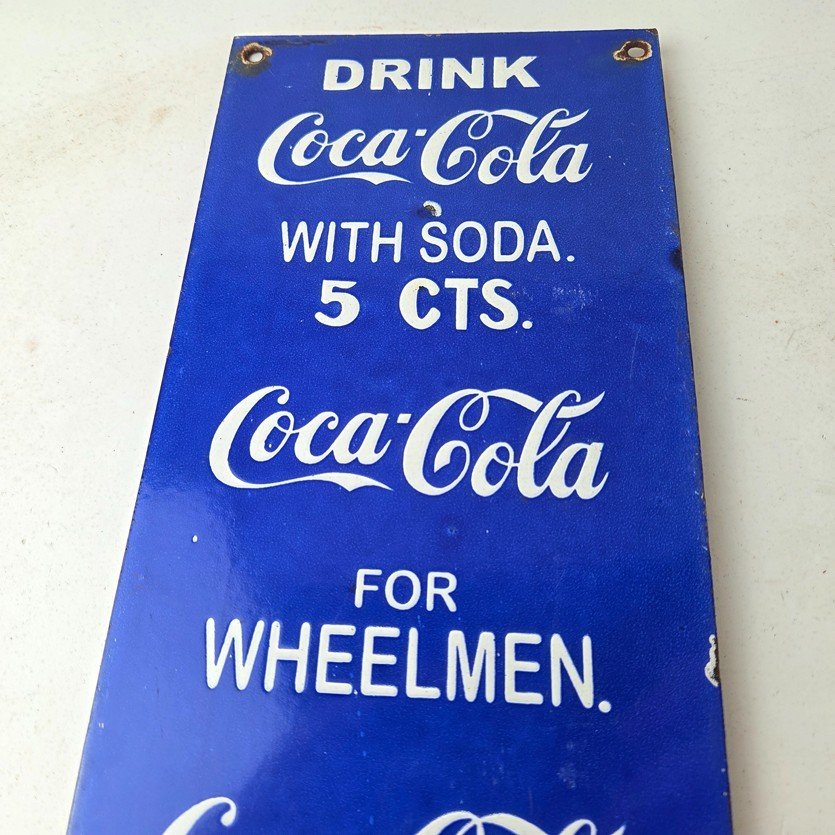 DRINK
Coca-Cola
WITH SODA.
5 CTS.
Coca-Cola
FOR
WHEELMEN.